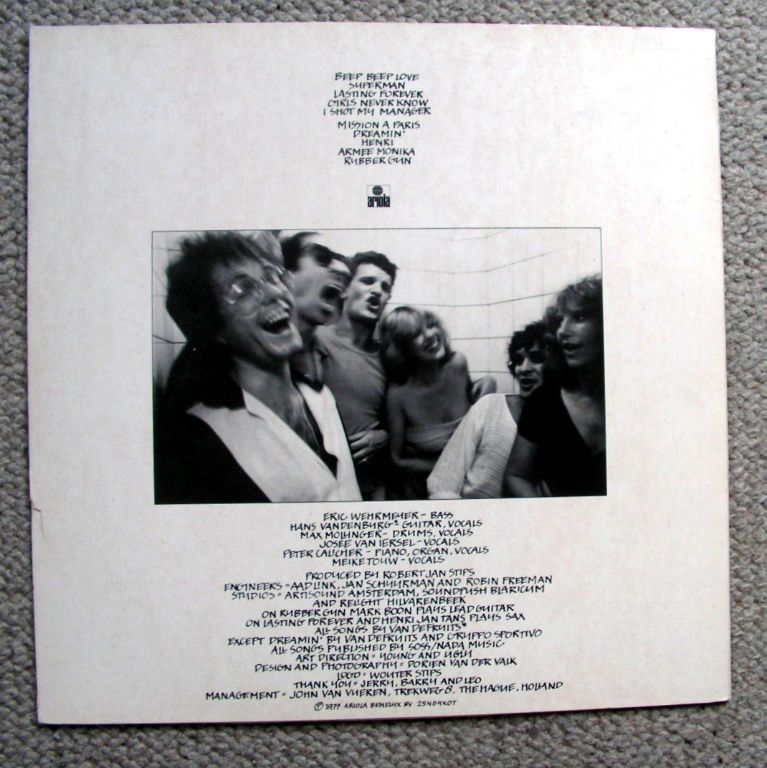 BEEP BEEP LOVE
SUPERMAN
LASTING FOREVER
GIRLS NEVER KNOW
I SHOT MY MANAGER
MISSION A PARIS
DREAMIN'
HENRI
ARMEE MONIKA
RUBBER GUN
ariola
ERIC WEHRMEYER - BASS
HANS VANDENBURG = GUITAR, VOCALS
MAX MOLLINGER - DRUMS, VOCALS
JOSEE VAN IERSEL - VOCALS
PETER CALICHER - PIANO, ORGAN, VOCALS
MEIKE TOUW - VOCALS
PRODUCED BY ROBERT JAN STIPS
ENGINEERS = AAD LINK, JAN SCHUURMAN AND ROBIN FREEMAN
STUDIOS = ARTISOUND AMSTERDAM, SOUNDPUSH BLARICUM
AND RELIGHT HILVARENBEEK
ON RUBBER GUN MARK BOON PLAYS LEAD GUITAR
ON LASTING FOREVER AND HENRI JAN TANS PLAYS SAX
ALL SONGS BY VAN DEFRUITS*
EXCEPT DREAMIN' BY VAN DEFRUITS AND GRUPPO SPORTIVO
ALL SONGS PUBLISHED BY SOSS/NADA MUSIC
ART DIRECTION = YOUNG AND UGLY
DESIGN AND PHOTOGRAPHY = DORIEN VAN DER VALK
LOGO = WOUTER STIPS
THANK YOU = JERRY, BARRY AND LEO
MANAGEMENT = JOHN VAN VUEREN, TREKWEG 8. THE HAGUE, HOLLAND
Ⓟ 1977 ARIOLA BENELUX BV 25464XOT